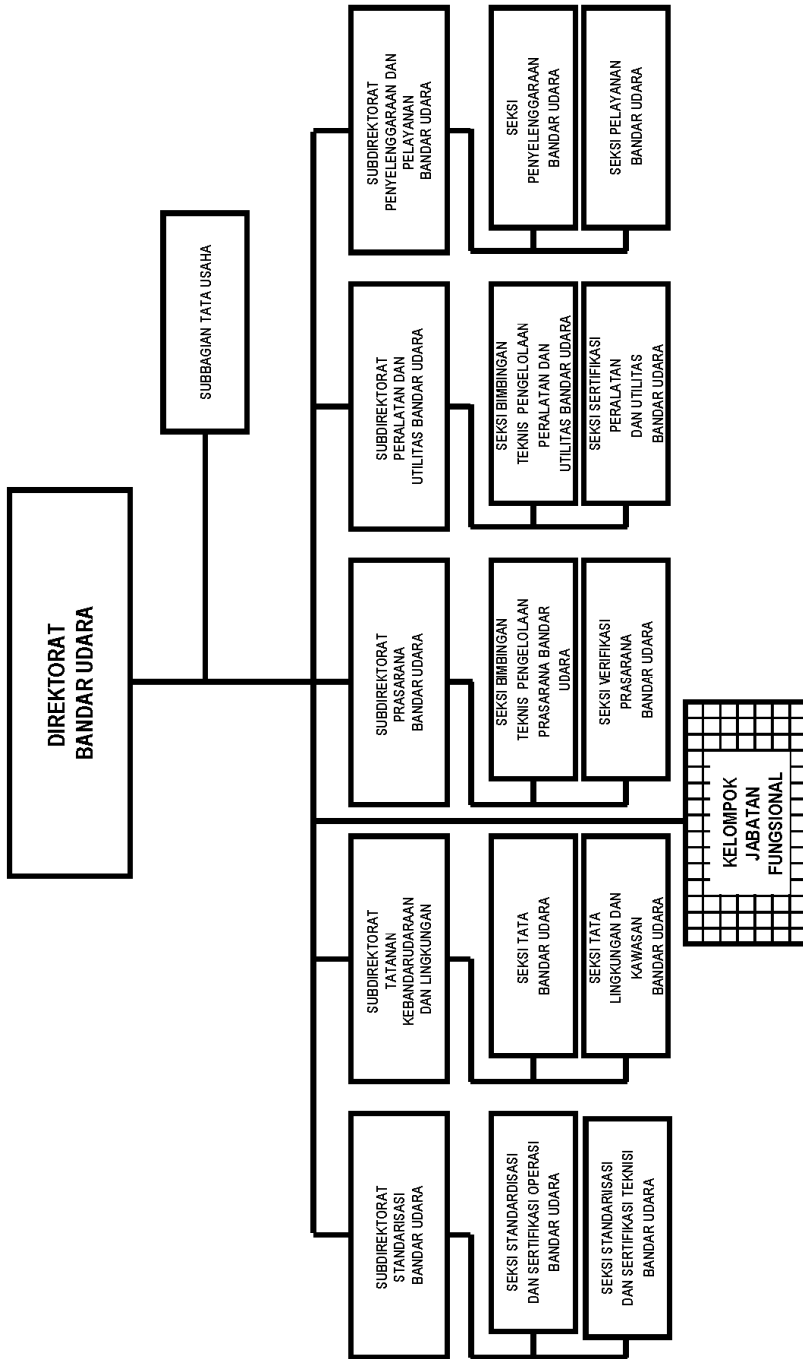 DIREKTORAT
BANDAR UDARA
SUBBAGIAN TATA USAHA
SUBDIREKTORAT
STANDARISASI
BANDAR UDARA
SUBDIREKTORAT
TATANAN
KEBANDARUDARAAN
DAN LINGKUNGAN
SUBDIREKTORAT
PRASARANA
BANDAR UDARA
SUBDIREKTORAT
PERALATAN DAN
UTILITAS BANDAR UDARA
SUBDIREKTORAT
PENYELENGGARAAN DAN
PELAYANAN
BANDAR UDARA
SEKSI STANDARDISASI
DAN SERTIFIKASI OPERASI
BANDAR UDARA
SEKSI TATA
BANDAR UDARA
SEKSI BIMBINGAN
TEKNIS PENGELOLAAN
PRASARANA BANDAR
UDARA
SEKSI BIMBINGAN
TEKNIS PENGELOLAAN
PERALATAN DAN
UTILITAS BANDAR UDARA
SEKSI
PENYELENGGARAAN
BANDAR UDARA
SEKSI STANDARIISASI
DAN SERTIFIKASI TEKNISI
BANDAR UDARA
SEKSI TATA
LINGKUNGAN DAN
KAWASAN
BANDAR UDARA
SEKSI VERIFIKASI
PRASARANA
BANDAR UDARA
SEKSI SERTIFIKASI
PERALATAN
DAN UTILITAS
BANDAR UDARA
SEKSI PELAYANAN
BANDAR UDARA
KELOMPOK
JABATAN
FUNGSIONAL